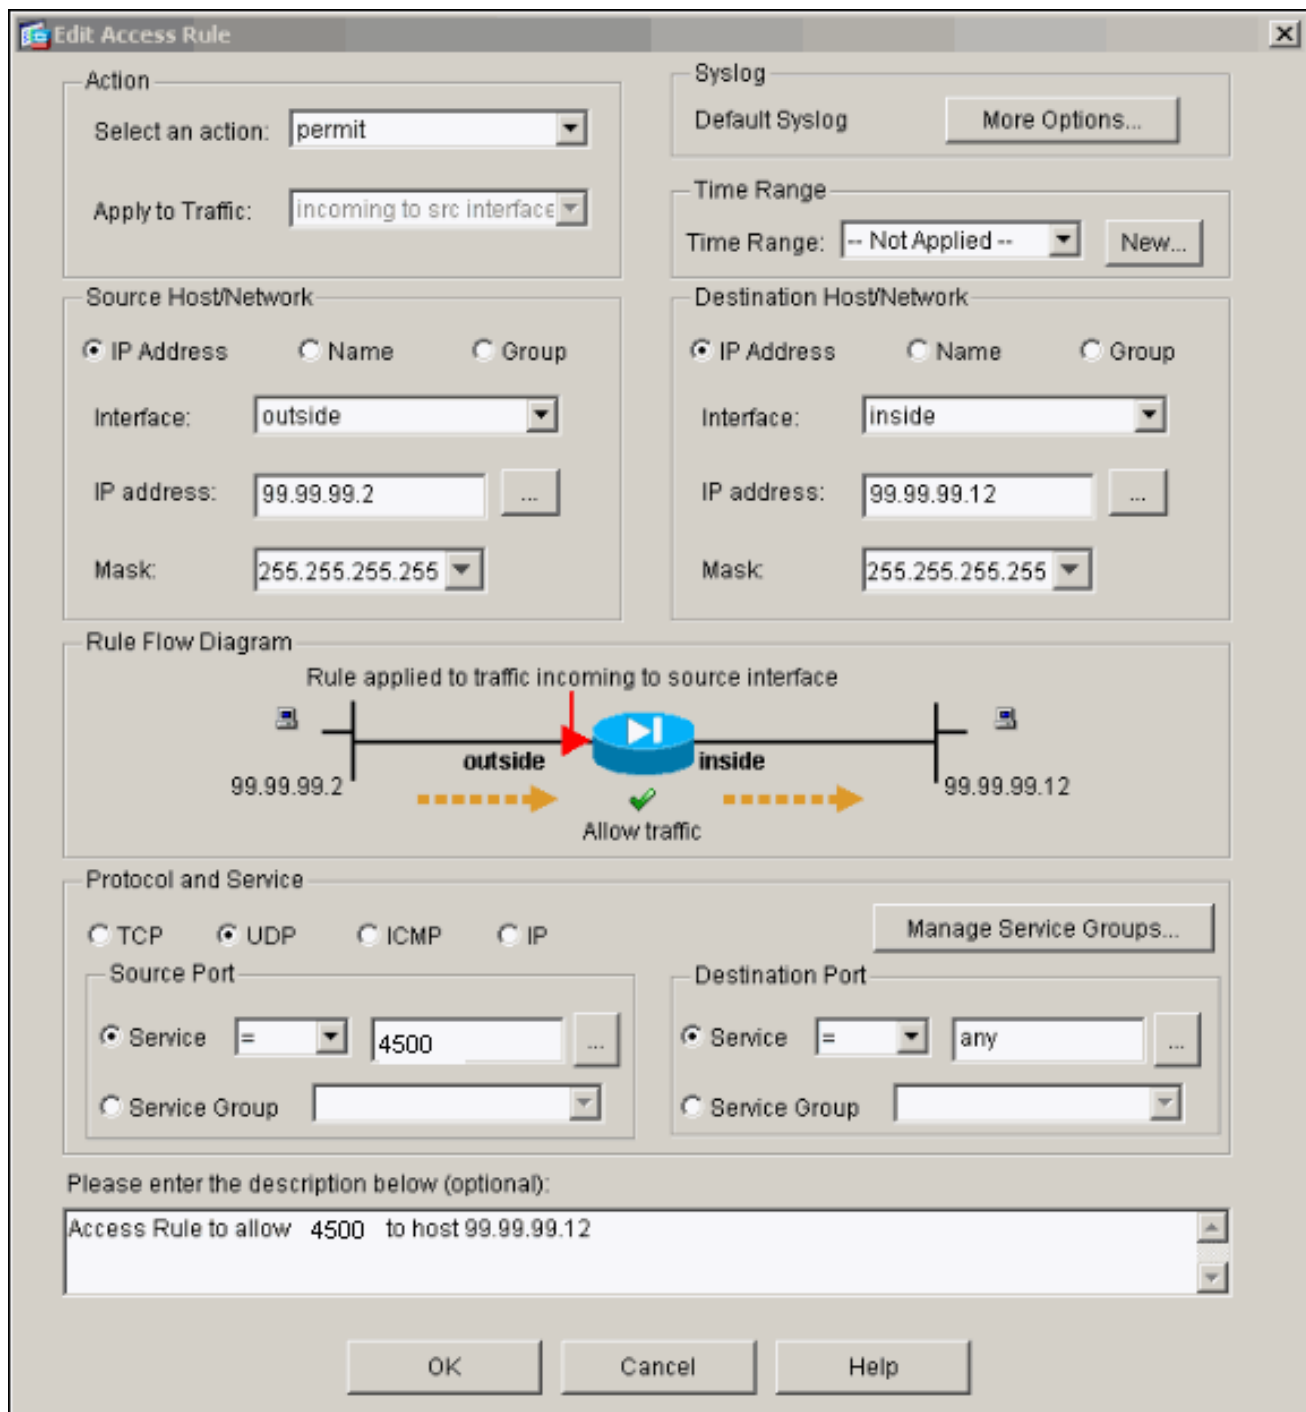 Edit Access Rule
Action
Select an action: permit
Apply to Traffic: incoming to src interface
Syslog
Default Syslog More Options...
Time Range
Time Range: -- Not Applied -- New...
Source Host/Network
IP Address Name Group
Interface: outside
IP address: 99.99.99.2 ...
Mask: 255.255.255.255
Destination Host/Network
IP Address Name Group
Interface: inside
IP address: 99.99.99.12 ...
Mask: 255.255.255.255
Rule Flow Diagram
Rule applied to traffic incoming to source interface
outside inside
99.99.99.2 99.99.99.12
Allow traffic
Protocol and Service
TCP UDP ICMP IP Manage Service Groups...
Source Port
Service = 4500 ...
Service Group
Destination Port
Service = any ...
Service Group
Please enter the description below (optional):
Access Rule to allow 4500 to host 99.99.99.12
OK Cancel Help